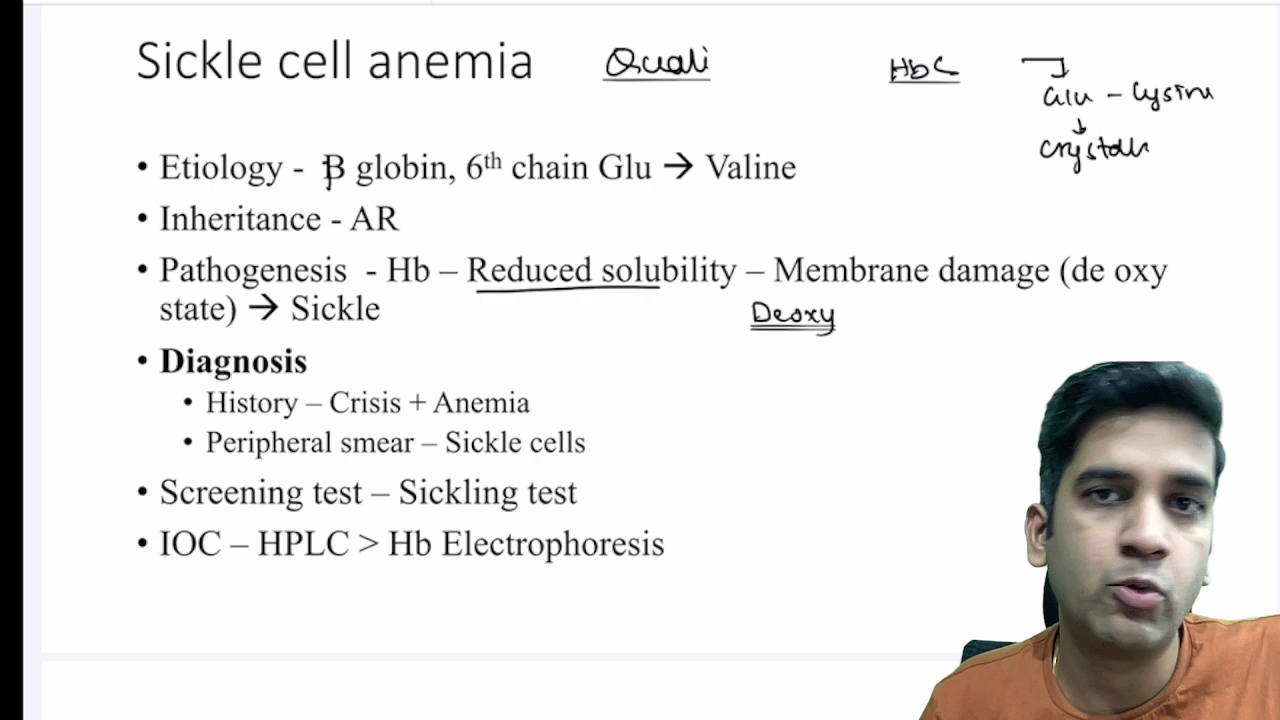 Sickle cell anemia Quali HbC
Glu - Lysine
crystals
• Etiology - β globin, 6th chain Glu → Valine
• Inheritance - AR
• Pathogenesis - Hb – Reduced solubility – Membrane damage (de oxy
state) → Sickle
Deoxy
• Diagnosis
• History – Crisis + Anemia
• Peripheral smear – Sickle cells
• Screening test – Sickling test
• IOC – HPLC > Hb Electrophoresis